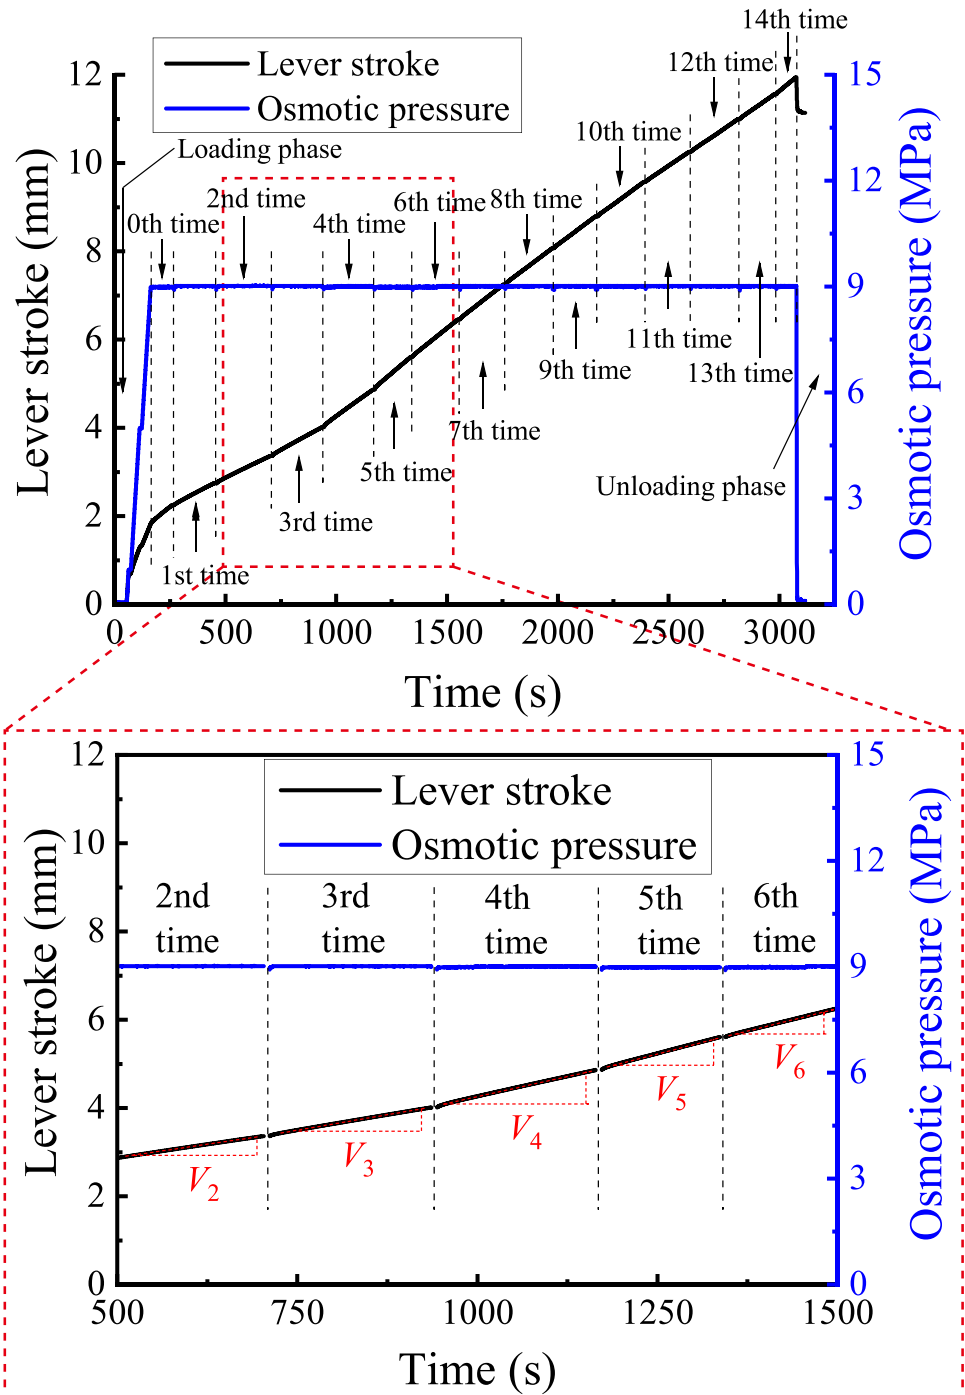 14th time
Lever stroke
Osmotic pressure
12th time
Loading phase
10th time
2nd time
6th time
8th time
0th time
4th time
11th time
9th time
13th time
7th time
5th time
Unloading phase
3rd time
1st time
12
10
8
6
4
2
0
15
12
9
6
3
0
Lever stroke (mm)
Osmotic pressure (MPa)
0 500 1000 1500 2000 2500 3000
Time (s)
Lever stroke
Osmotic pressure
2nd time
3rd time
4th time
5th time
6th time
V2
V3
V4
V5
V6
12
10
8
6
4
2
0
15
12
9
6
3
0
Lever stroke (mm)
Osmotic pressure (MPa)
500 750 1000 1250 1500
Time (s)